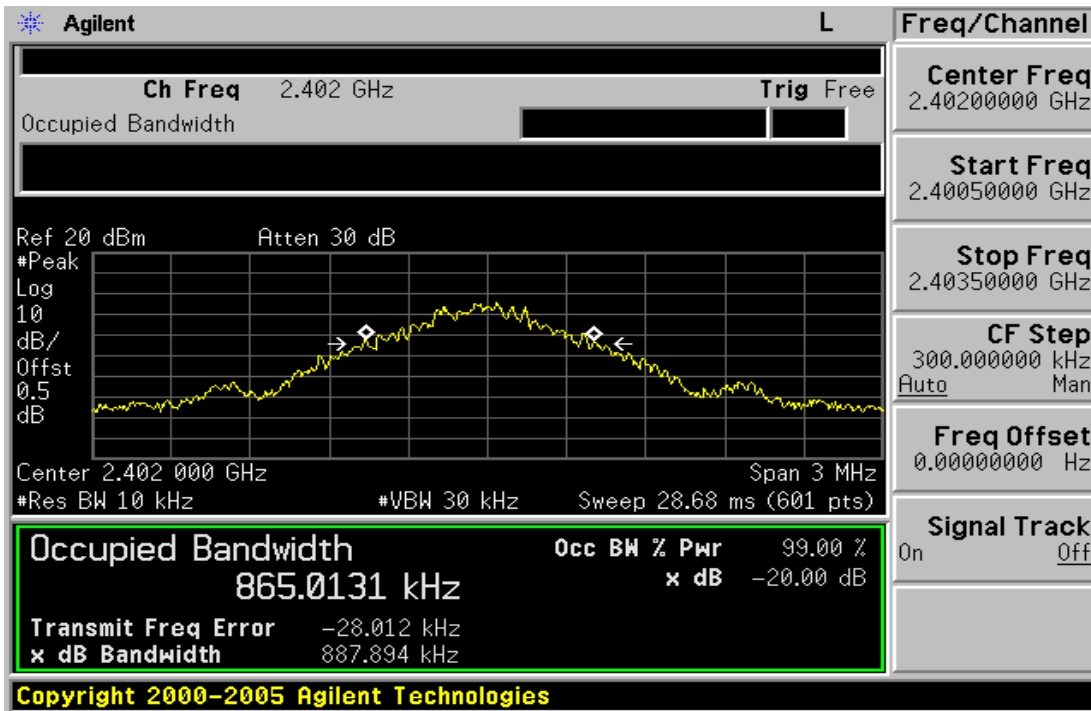 Agilent L
Ch Freq 2.402 GHz Trig Free
Occupied Bandwidth
Ref 20 dBm Atten 30 dB
#Peak
Log
10
dB/
Offst
0.5
dB
Center 2.402 000 GHz Span 3 MHz
#Res BW 10 kHz #VBW 30 kHz Sweep 28.68 ms (601 pts)
Occupied Bandwidth Occ BW % Pwr 99.00 %
865.0131 kHz x dB -20.00 dB
Transmit Freq Error -28.012 kHz
x dB Bandwidth 887.894 kHz
Copyright 2000-2005 Agilent Technologies
Freq/Channel
Center Freq
2.40200000 GHz
Start Freq
2.40050000 GHz
Stop Freq
2.40350000 GHz
CF Step
300.000000 kHz
Auto Man
Freq Offset
0.00000000 Hz
Signal Track
On Off